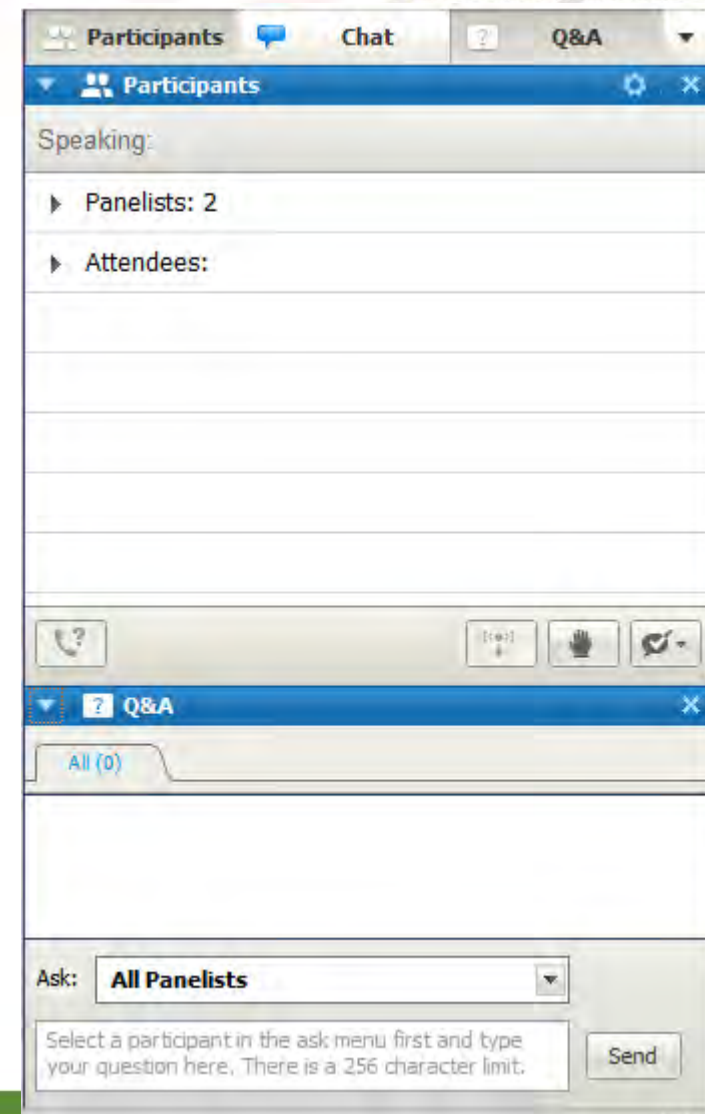 Participants Chat ? Q&A
Participants
Speaking:
Panelists: 2
Attendees:
?
? Q&A
All (0)
Ask: All Panelists
Select a participant in the ask menu first and type
your question here. There is a 256 character limit.
Send